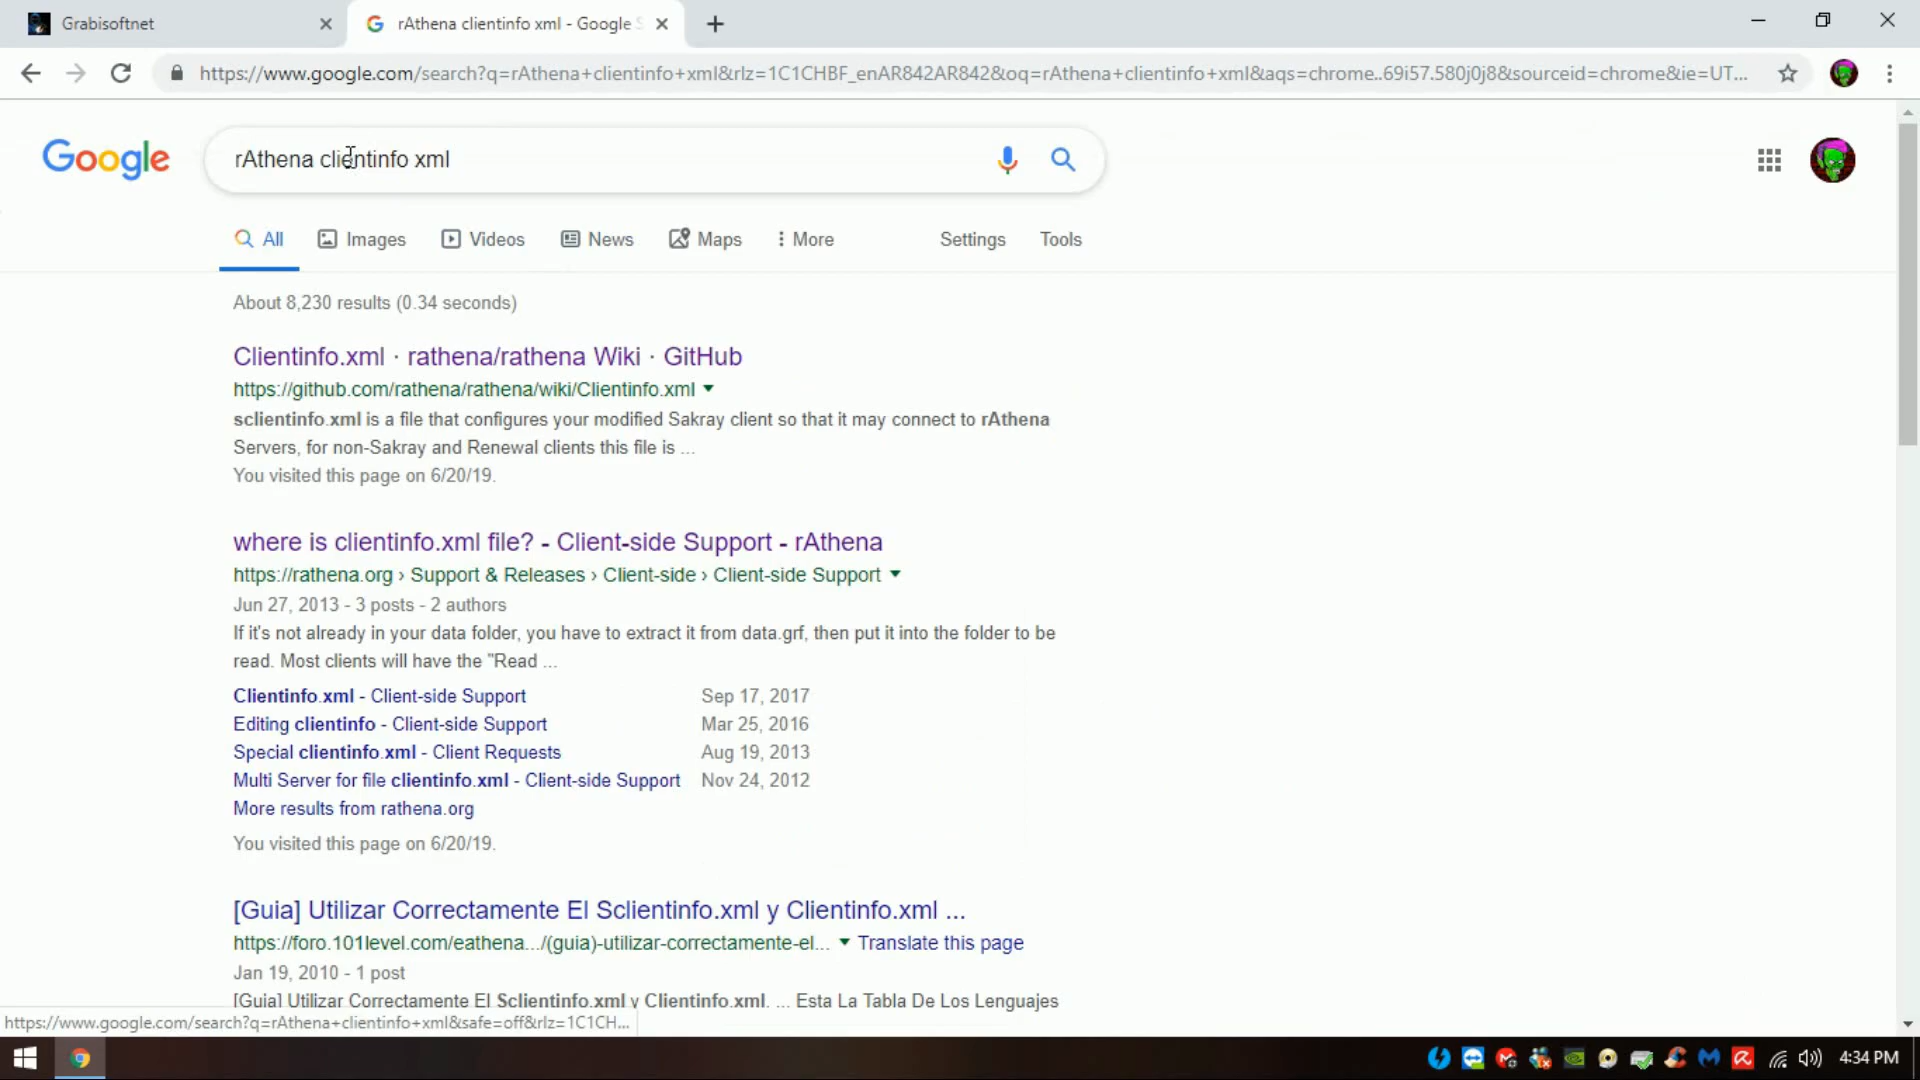 Grabisoftnet
rAthena clientinfo xml - Google S
https://www.google.com/search?q=rAthena+clientinfo+xml&rlz=1C1CHBF_enAR842AR842&oq=rAthena+clientinfo+xml&aqs=chrome..69i57.580j0j8&sourceid=chrome&ie=UT...
Google
rAthena clientinfo xml
All Images Videos News Maps More Settings Tools
About 8,230 results (0.34 seconds)
Clientinfo.xml · rathena/rathena Wiki · GitHub
https://github.com/rathena/rathena/wiki/Clientinfo.xml
sclientinfo.xml is a file that configures your modified Sakray client so that it may connect to rAthena
Servers, for non-Sakray and Renewal clients this file is ...
You visited this page on 6/20/19.
where is clientinfo.xml file? - Client-side Support - rAthena
https://rathena.org › Support & Releases › Client-side › Client-side Support
Jun 27, 2013 - 3 posts - 2 authors
If it's not already in your data folder, you have to extract it from data.grf, then put it into the folder to be
read. Most clients will have the "Read ...
Clientinfo.xml - Client-side Support Sep 17, 2017
Editing clientinfo - Client-side Support Mar 25, 2016
Special clientinfo.xml - Client Requests Aug 19, 2013
Multi Server for file clientinfo.xml - Client-side Support Nov 24, 2012
More results from rathena.org
You visited this page on 6/20/19.
[Guia] Utilizar Correctamente El Sclientinfo.xml y Clientinfo.xml ...
https://foro.101level.com/eathena.../(guia)-utilizar-correctamente-el... Translate this page
Jan 19, 2010 - 1 post
[Guia] Utilizar Correctamente El Sclientinfo.xml y Clientinfo.xml. ... Esta La Tabla De Los Lenguajes
https://www.google.com/search?q=rAthena+clientinfo+xml&safe=off&rlz=1C1CH...
4:34 PM